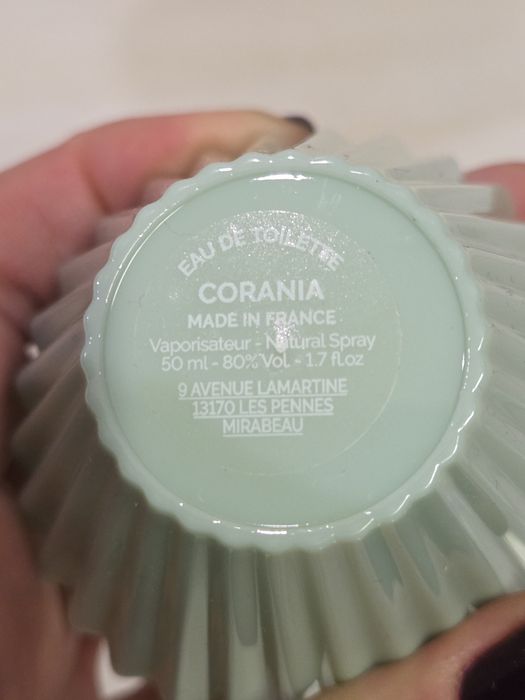 EAU DE TOILETTE
CORANIA
MADE IN FRANCE
Vaporisateur - Natural Spray
50 ml - 80% Vol - 1.7 fl.oz
9 AVENUE LAMARTINE
13170 LES PENNES
MIRABEAU